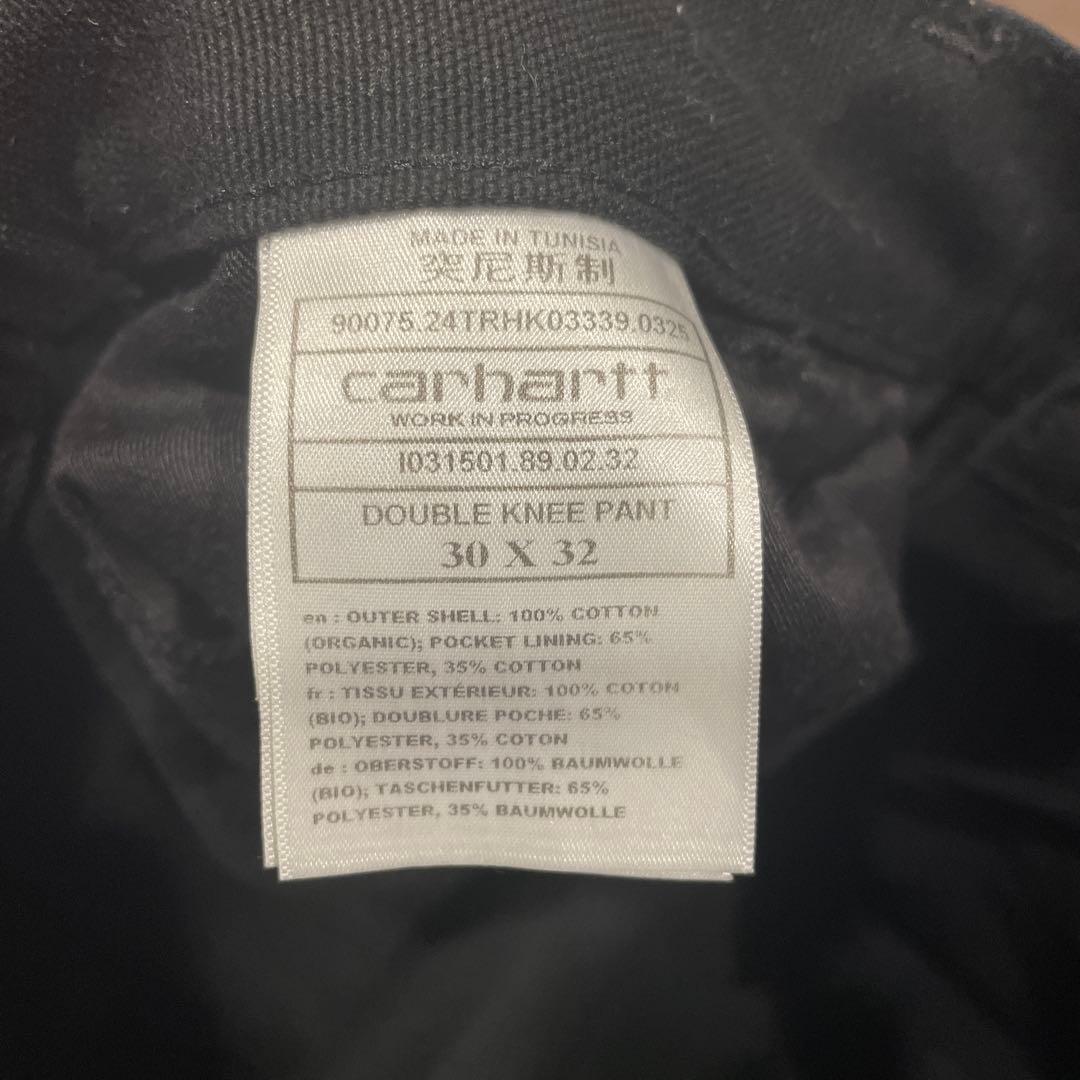 MADE IN TUNISIA
突尼斯制
90075.24TRHK03339.0325
carhartt
WORK IN PROGRESS
I031501.89.02.32
DOUBLE KNEE PANT
30 X 32
en : OUTER SHELL: 100% COTTON
(ORGANIC); POCKET LINING: 65%
POLYESTER, 35% COTTON
fr : TISSU EXTÉRIEUR: 100% COTON
(BIO); DOUBLURE POCHE: 65%
POLYESTER, 35% COTON
de : OBERSTOFF: 100% BAUMWOLLE
(BIO); TASCHENFUTTER: 65%
POLYESTER, 35% BAUMWOLLE